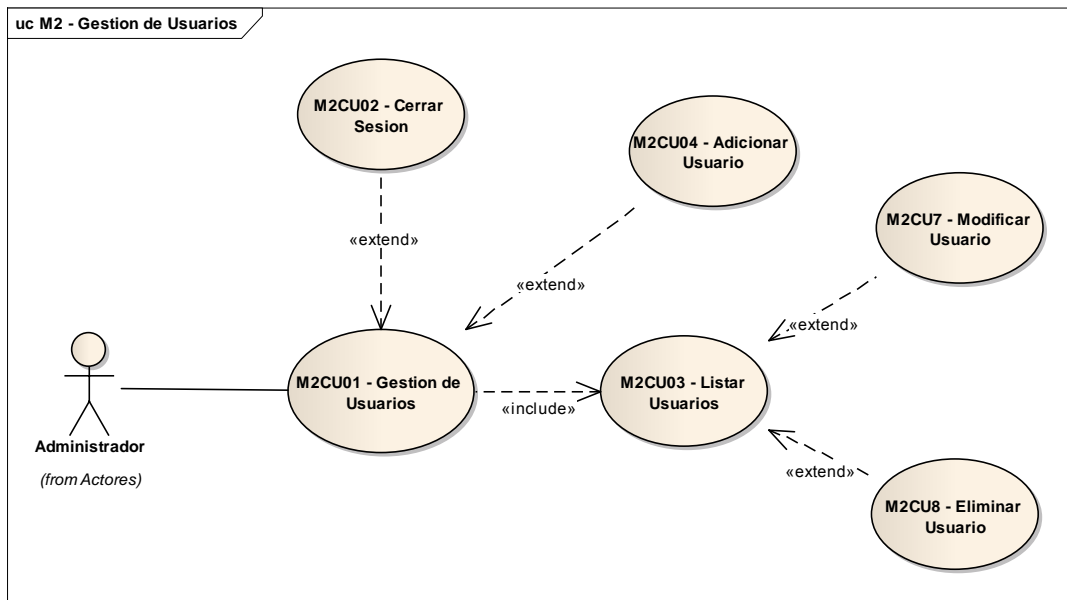 uc M2 - Gestion de Usuarios
M2CU02 - Cerrar
Sesion
M2CU04 - Adicionar
Usuario
M2CU7 - Modificar
Usuario
«extend»
«extend»
«extend»
M2CU01 - Gestion de
Usuarios
«include»
M2CU03 - Listar
Usuarios
Administrador
(from Actores)
«extend»
M2CU8 - Eliminar
Usuario